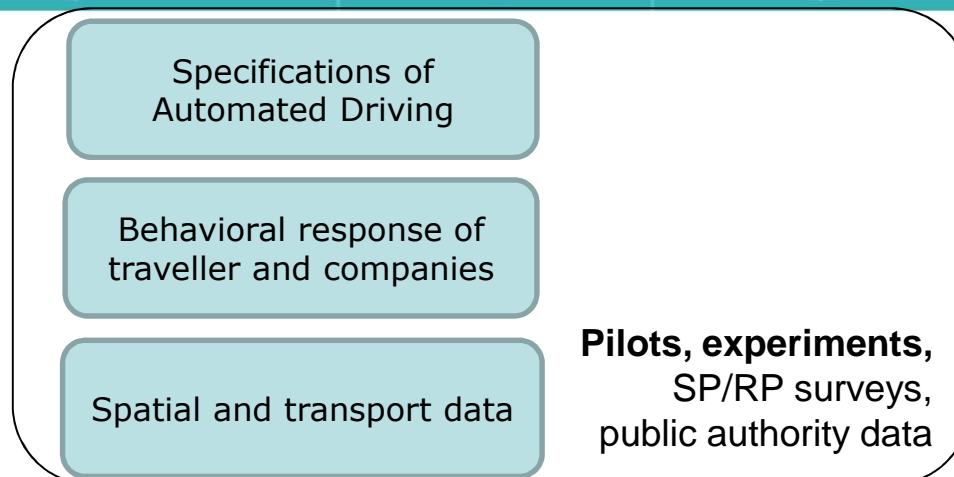 Specifications of
Automated Driving
Behavioral response of
traveller and companies
Spatial and transport data
Pilots, experiments,
SP/RP surveys,
public authority data